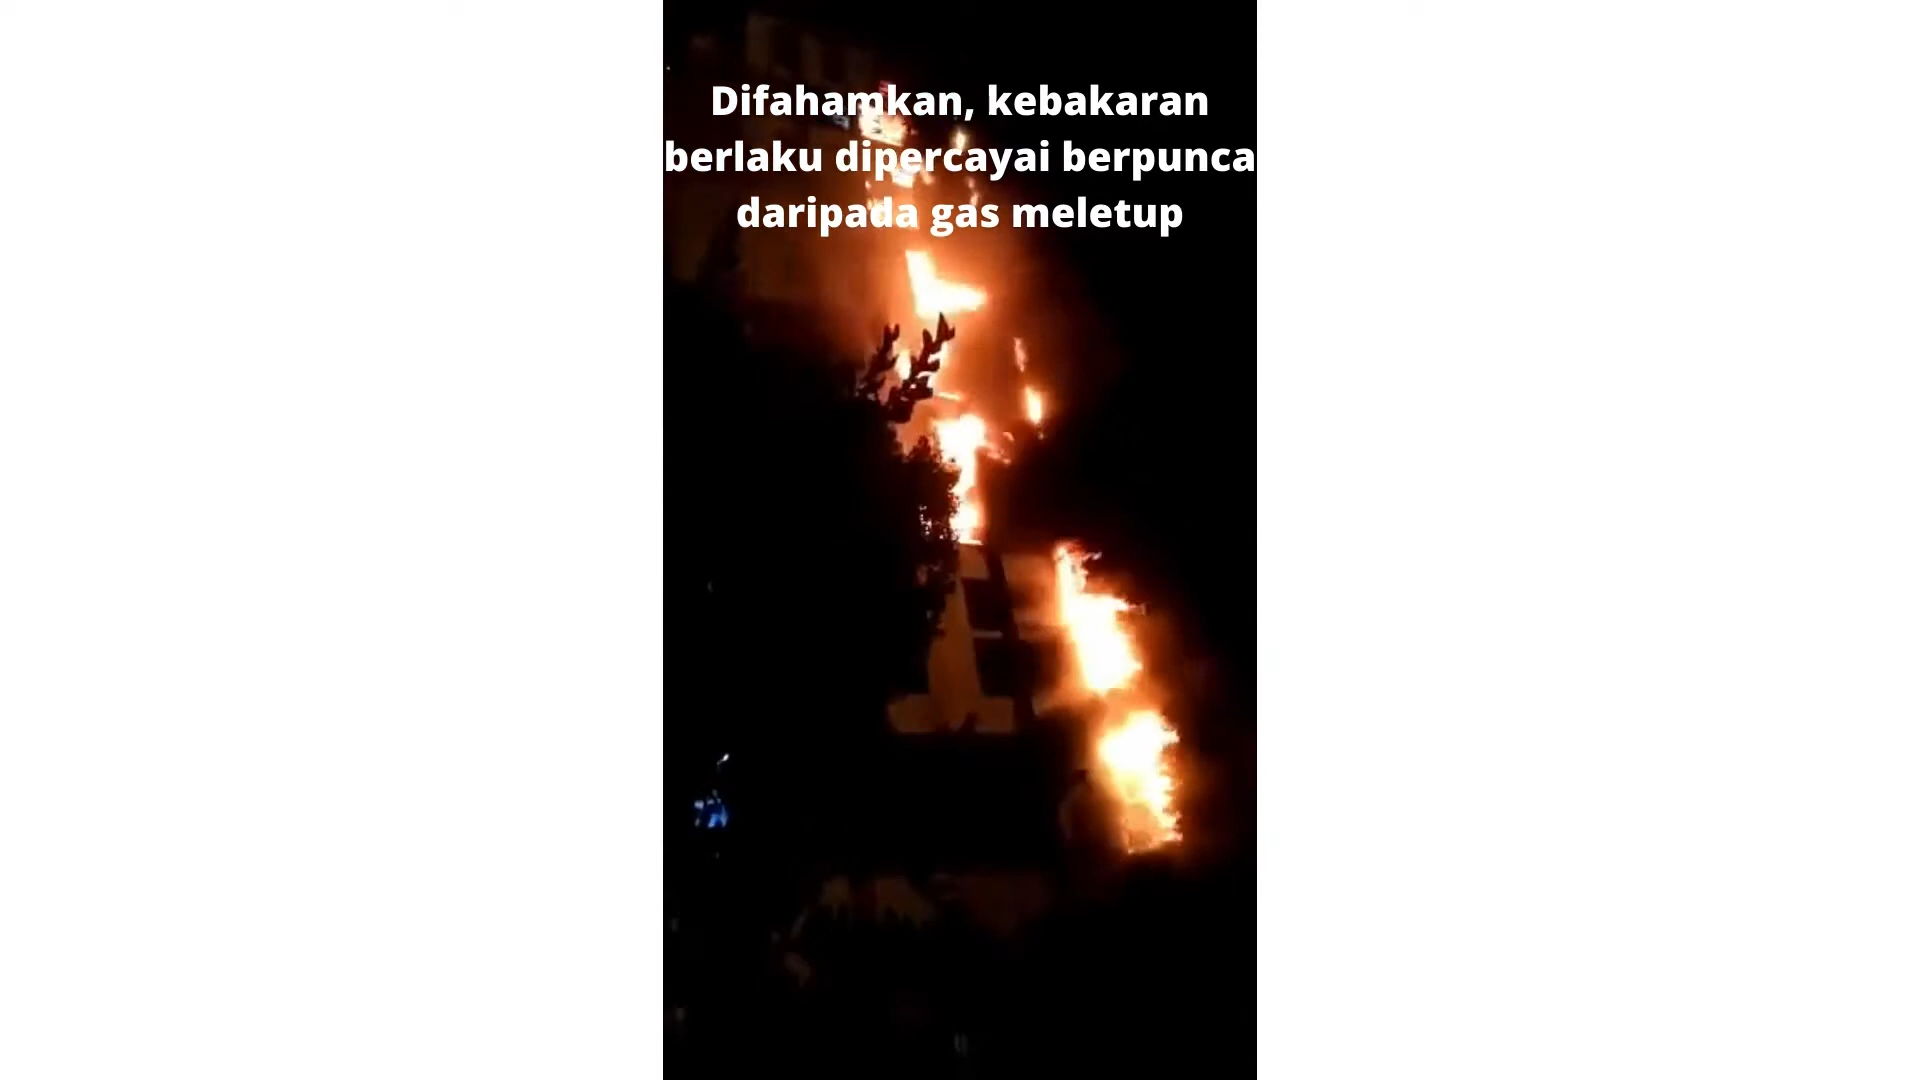 Difahamkan, kebakaran
berlaku dipercayai berpunca
daripada gas meletup